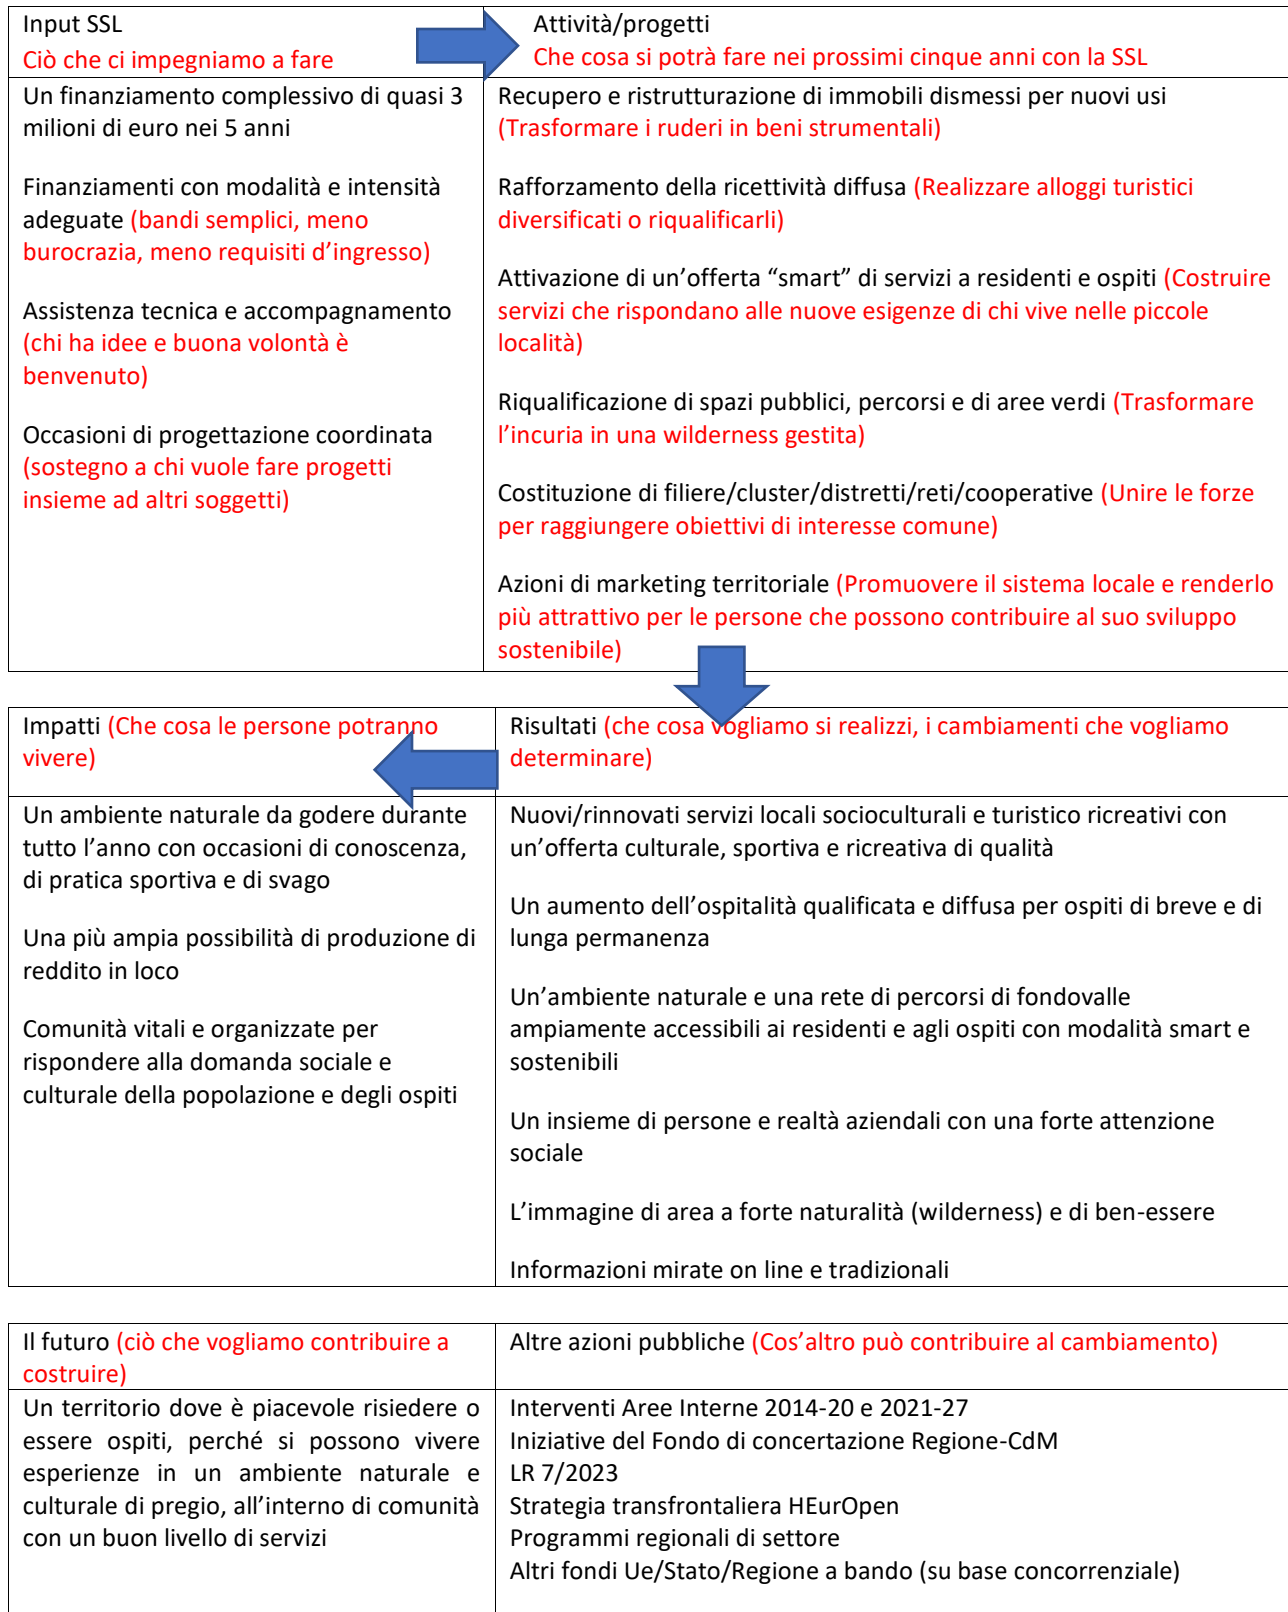 Input SSL
Ciò che ci impegniamo a fare
Attività/progetti
Che cosa si potrà fare nei prossimi cinque anni con la SSL
Un finanziamento complessivo di quasi 3
milioni di euro nei 5 anni
Finanziamenti con modalità e intensità
adeguate (bandi semplici, meno
burocrazia, meno requisiti d’ingresso)
Assistenza tecnica e accompagnamento
(chi ha idee e buona volontà è
benvenuto)
Occasioni di progettazione coordinata
(sostegno a chi vuole fare progetti
insieme ad altri soggetti)
Recupero e ristrutturazione di immobili dismessi per nuovi usi
(Trasformare i ruderi in beni strumentali)
Rafforzamento della ricettività diffusa (Realizzare alloggi turistici
diversificati o riqualificarli)
Attivazione di un’offerta “smart” di servizi a residenti e ospiti (Costruire
servizi che rispondano alle nuove esigenze di chi vive nelle piccole
località)
Riqualificazione di spazi pubblici, percorsi e di aree verdi (Trasformare
l’incuria in una wilderness gestita)
Costituzione di filiere/cluster/distretti/reti/cooperative (Unire le forze
per raggiungere obiettivi di interesse comune)
Azioni di marketing territoriale (Promuovere il sistema locale e renderlo
più attrattivo per le persone che possono contribuire al suo sviluppo
sostenibile)
Impatti (Che cosa le persone potranno
vivere)
Risultati (che cosa vogliamo si realizzi, i cambiamenti che vogliamo
determinare)
Un ambiente naturale da godere durante
tutto l’anno con occasioni di conoscenza,
di pratica sportiva e di svago
Una più ampia possibilità di produzione di
reddito in loco
Comunità vitali e organizzate per
rispondere alla domanda sociale e
culturale della popolazione e degli ospiti
Nuovi/rinnovati servizi locali socioculturali e turistico ricreativi con
un’offerta culturale, sportiva e ricreativa di qualità
Un aumento dell’ospitalità qualificata e diffusa per ospiti di breve e di
lunga permanenza
Un’ambiente naturale e una rete di percorsi di fondovalle
ampiamente accessibili ai residenti e agli ospiti con modalità smart e
sostenibili
Un insieme di persone e realtà aziendali con una forte attenzione
sociale
L’immagine di area a forte naturalità (wilderness) e di ben-essere
Informazioni mirate on line e tradizionali
Il futuro (ciò che vogliamo contribuire a
costruire)
Altre azioni pubbliche (Cos’altro può contribuire al cambiamento)
Un territorio dove è piacevole risiedere o
essere ospiti, perché si possono vivere
esperienze in un ambiente naturale e
culturale di pregio, all’interno di comunità
con un buon livello di servizi
Interventi Aree Interne 2014-20 e 2021-27
Iniziative del Fondo di concertazione Regione-CdM
LR 7/2023
Strategia transfrontaliera HEurOpen
Programmi regionali di settore
Altri fondi Ue/Stato/Regione a bando (su base concorrenziale)